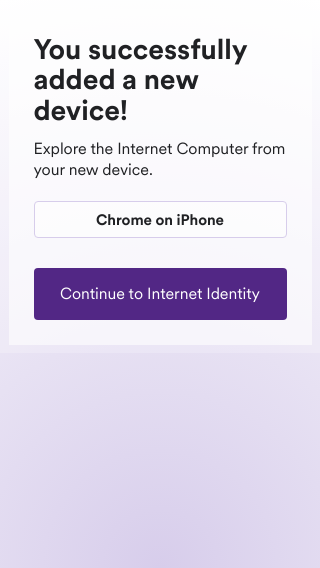 You successfully
added a new
device!
Explore the Internet Computer from
your new device.
Chrome on iPhone
Continue to Internet Identity